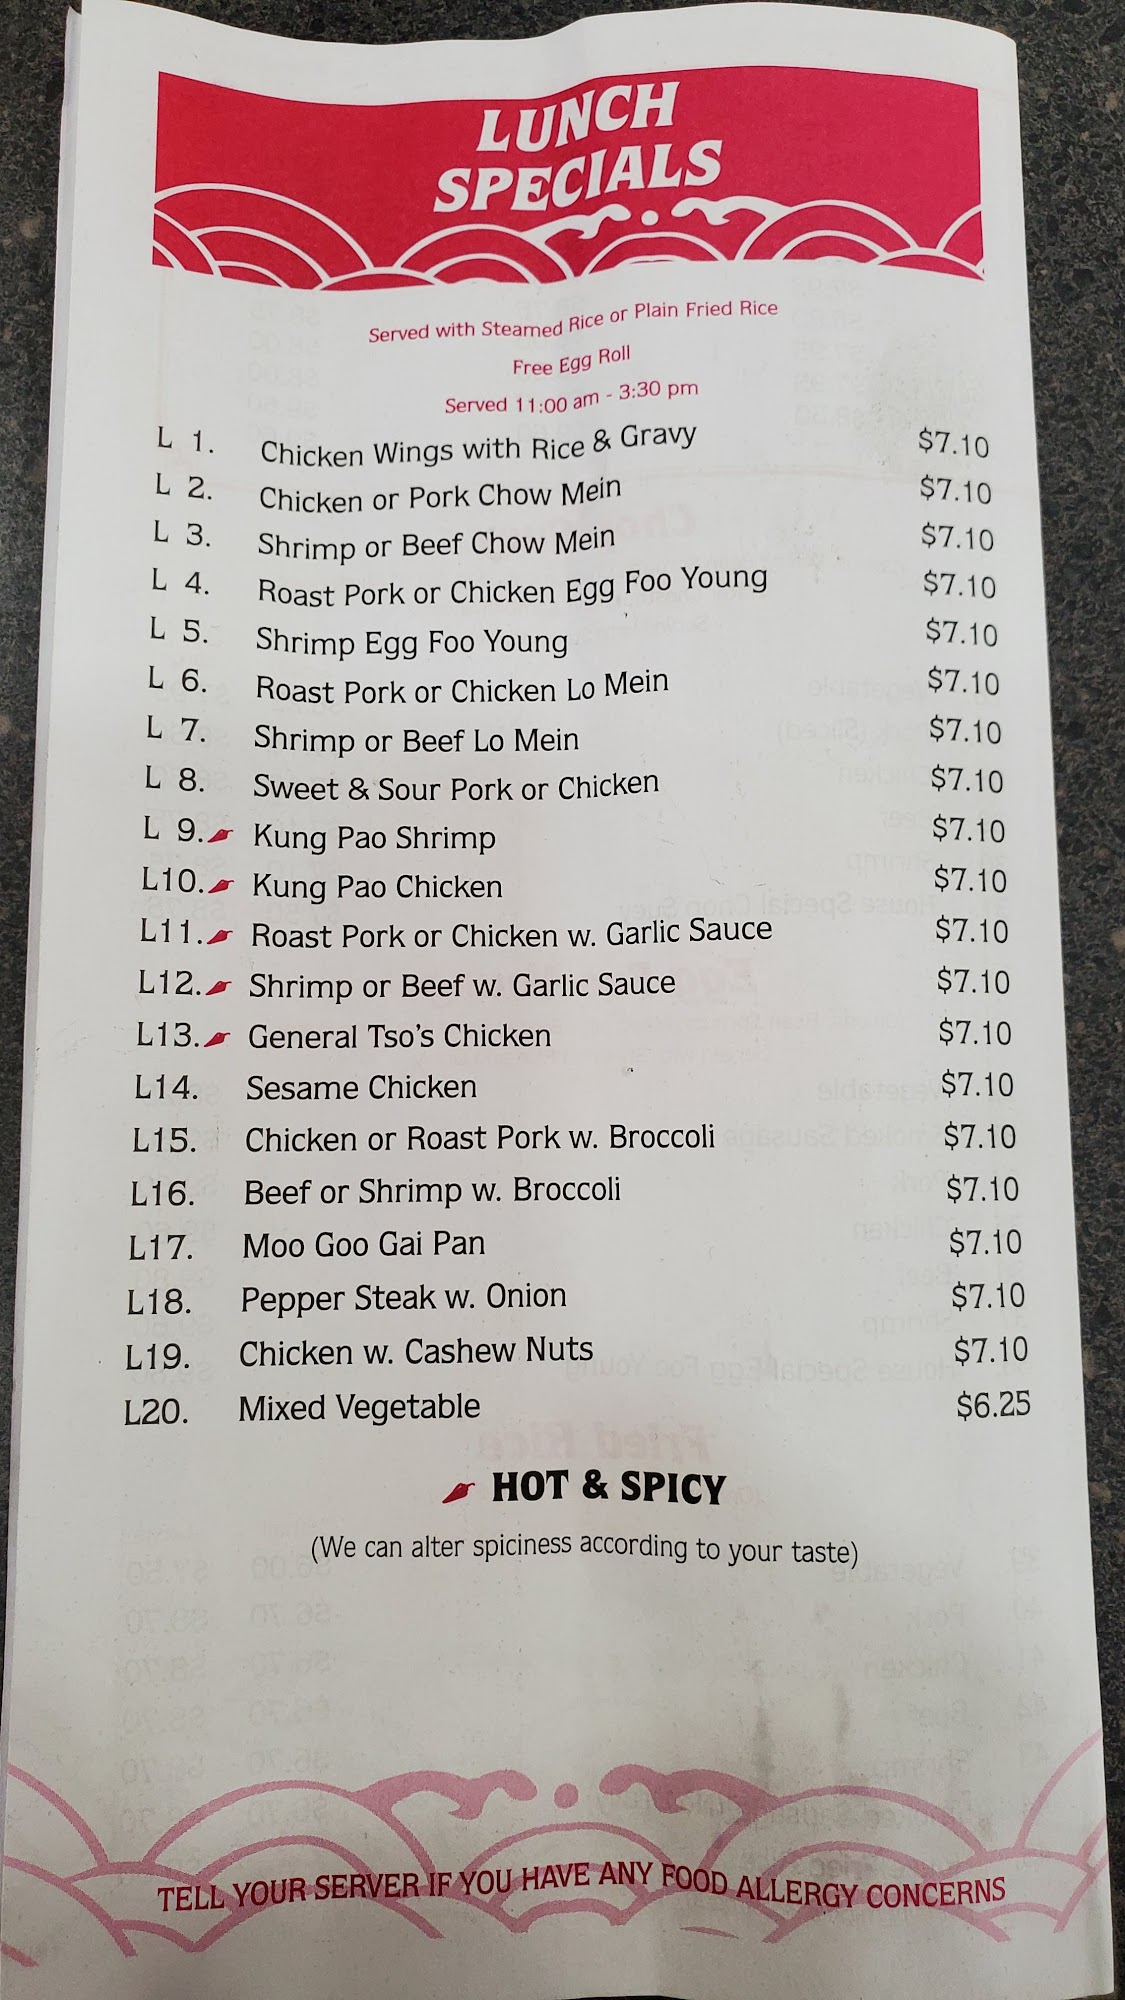 LUNCH
SPECIALS
Served with Steamed Rice or Plain Fried Rice
Free Egg Roll
Served 11:00 am - 3:30 pm
L 1. Chicken Wings with Rice & Gravy $7.10
L 2. Chicken or Pork Chow Mein $7.10
L 3. Shrimp or Beef Chow Mein $7.10
L 4. Roast Pork or Chicken Egg Foo Young $7.10
L 5. Shrimp Egg Foo Young $7.10
L 6. Roast Pork or Chicken Lo Mein $7.10
L 7. Shrimp or Beef Lo Mein $7.10
L 8. Sweet & Sour Pork or Chicken $7.10
L 9. Kung Pao Shrimp $7.10
L10. Kung Pao Chicken $7.10
L11. Roast Pork or Chicken w. Garlic Sauce $7.10
L12. Shrimp or Beef w. Garlic Sauce $7.10
L13. General Tso's Chicken $7.10
L14. Sesame Chicken $7.10
L15. Chicken or Roast Pork w. Broccoli $7.10
L16. Beef or Shrimp w. Broccoli $7.10
L17. Moo Goo Gai Pan $7.10
L18. Pepper Steak w. Onion $7.10
L19. Chicken w. Cashew Nuts $7.10
L20. Mixed Vegetable $6.25
HOT & SPICY
(We can alter spiciness according to your taste)
TELL YOUR SERVER IF YOU HAVE ANY FOOD ALLERGY CONCERNS